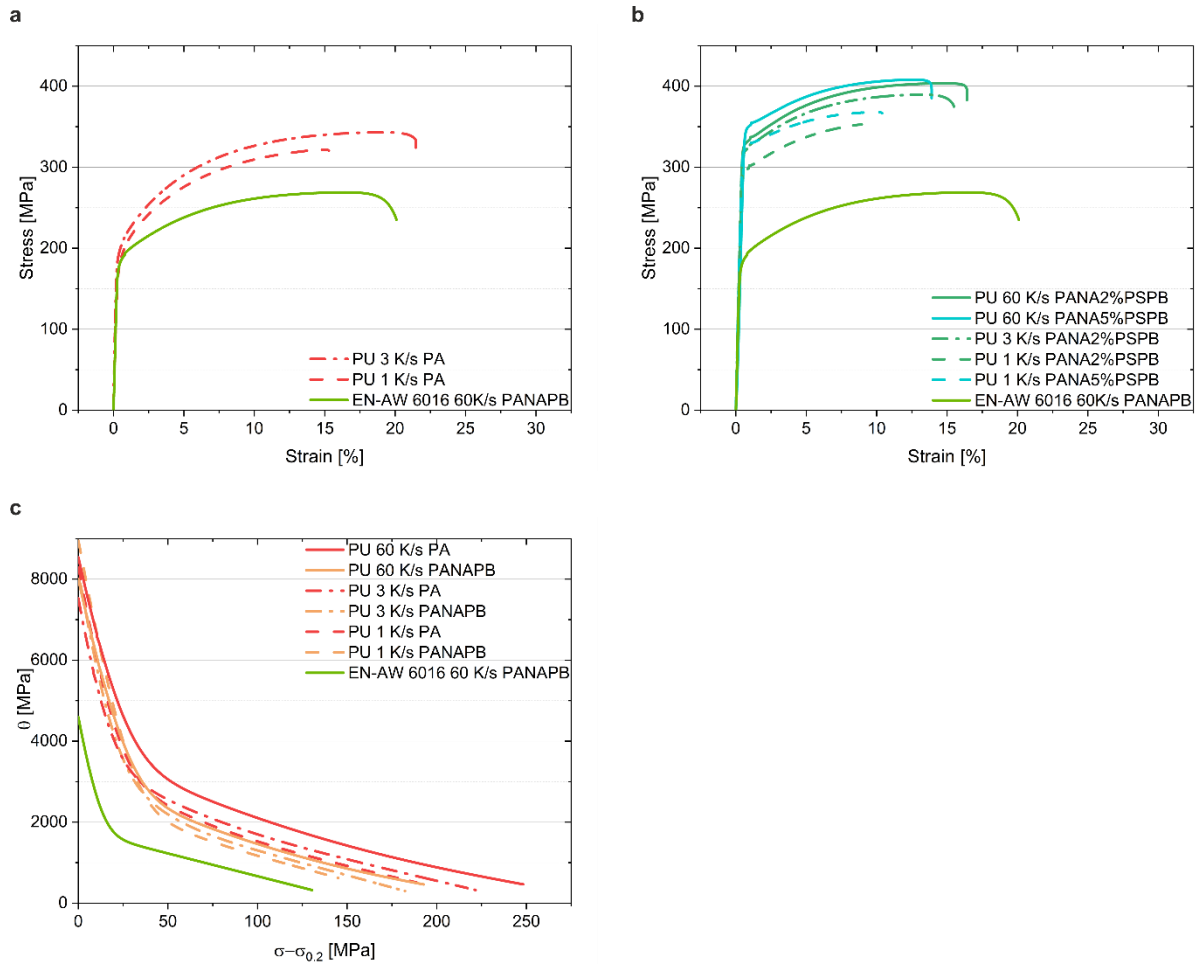 a
400
300
200
100
0
Stress [MPa]
PU 3 K/s PA
PU 1 K/s PA
EN-AW 6016 60K/s PANAPB
0 5 10 15 20 25 30
Strain [%]
b
400
300
200
100
0
Stress [MPa]
PU 60 K/s PANA2%PSPB
PU 60 K/s PANA5%PSPB
PU 3 K/s PANA2%PSPB
PU 1 K/s PANA2%PSPB
PU 1 K/s PANA5%PSPB
EN-AW 6016 60K/s PANAPB
0 5 10 15 20 25 30
Strain [%]
c
8000
6000
4000
2000
0
θ [MPa]
PU 60 K/s PA
PU 60 K/s PANAPB
PU 3 K/s PA
PU 3 K/s PANAPB
PU 1 K/s PA
PU 1 K/s PANAPB
EN-AW 6016 60 K/s PANAPB
0 50 100 150 200 250
σ−σ0.2 [MPa]